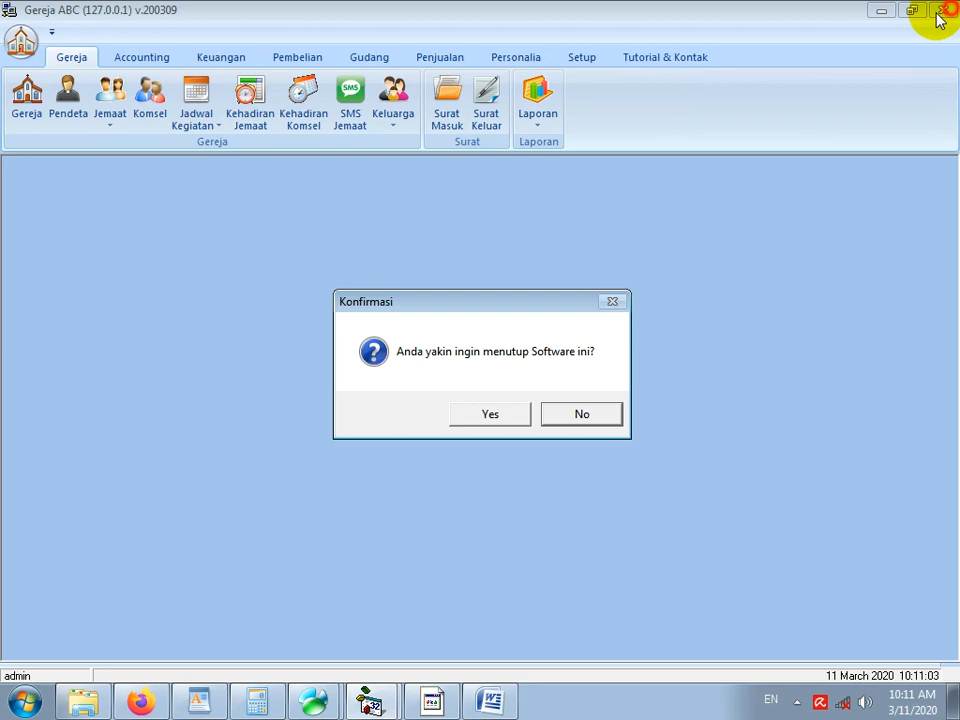 Gereja ABC (127.0.0.1) v.200309
Gereja Accounting Keuangan Pembelian Gudang Penjualan Personalia Setup Tutorial & Kontak
Gereja
Pendeta
Jemaat
Komsel
Jadwal
Kegiatan
Kehadiran
Jemaat
Kehadiran
Komsel
SMS
SMS
Jemaat
Keluarga
Surat
Masuk
Surat
Keluar
Laporan
Gereja
Surat
Laporan
Konfirmasi
Anda yakin ingin menutup Software ini?
Yes
No
admin
11 March 2020 10:11:03
32
EN
10:11 AM
3/11/2020